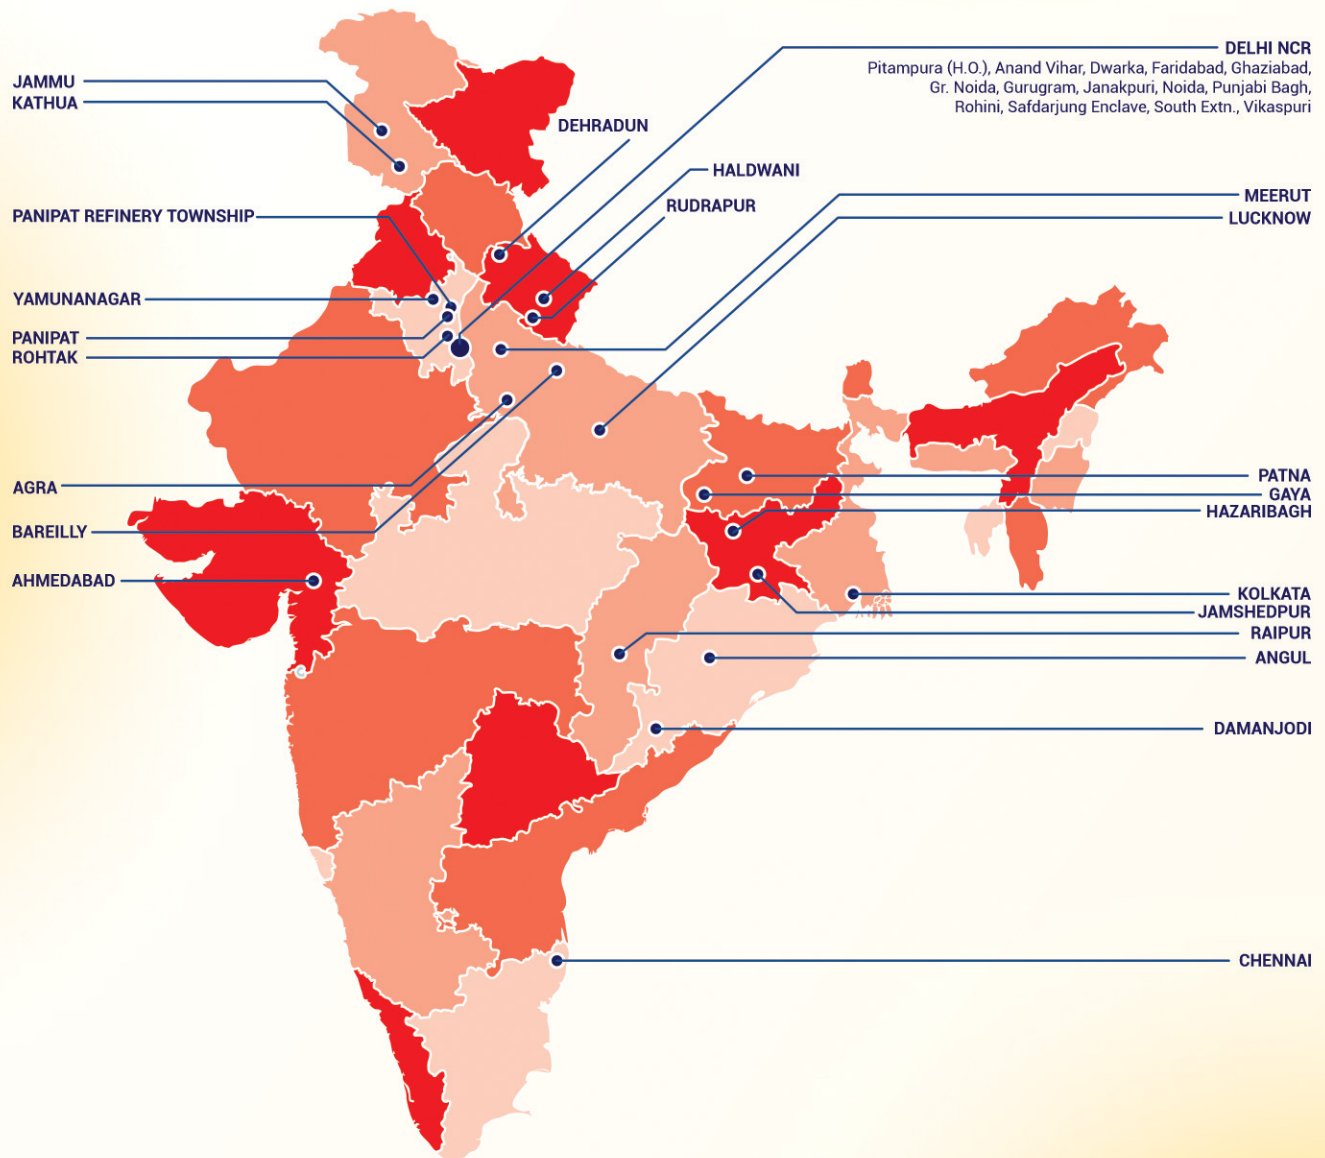 DELHI NCR
Pitampura (H.O.), Anand Vihar, Dwarka, Faridabad, Ghaziabad,
Gr. Noida, Gurugram, Janakpuri, Noida, Punjabi Bagh,
Rohini, Safdarjung Enclave, South Extn., Vikaspuri
JAMMU
KATHUA
DEHRADUN
HALDWANI
RUDRAPUR
MEERUT
LUCKNOW
PANIPAT REFINERY TOWNSHIP
YAMUNANAGAR
PANIPAT
ROHTAK
AGRA
BAREILLY
AHMEDABAD
PATNA
GAYA
HAZARIBAGH
KOLKATA
JAMSHEDPUR
RAIPUR
ANGUL
DAMANJODI
CHENNAI